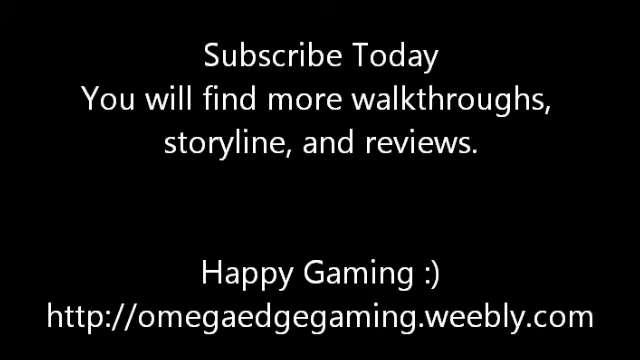 Subscribe Today
You will find more walkthroughs,
storyline, and reviews.
Happy Gaming :)
http://omegaedgegaming.weebly.com